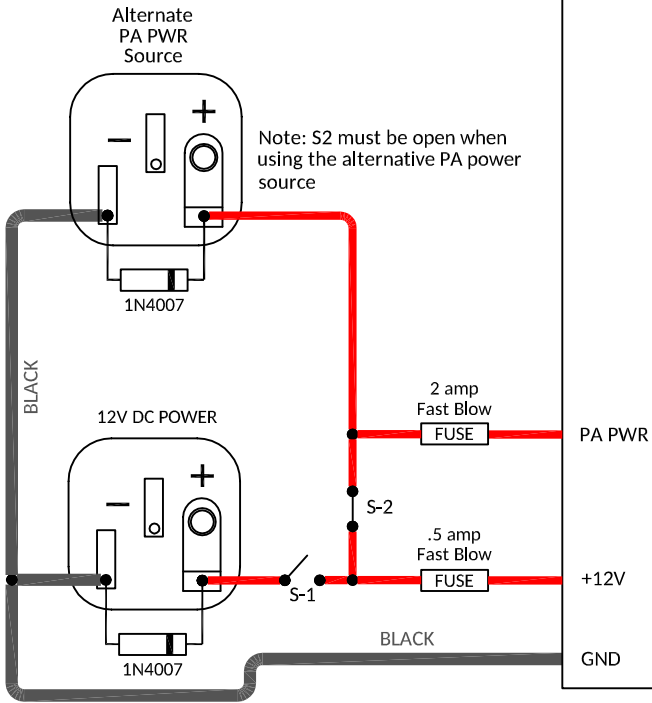 Alternate
PA PWR
Source
+
−
Note: S2 must be open when
using the alternative PA power
source
1N4007
BLACK
2 amp
Fast Blow
FUSE
PA PWR
12V DC POWER
+
−
S-2
.5 amp
Fast Blow
FUSE
+12V
S-1
1N4007
BLACK
GND